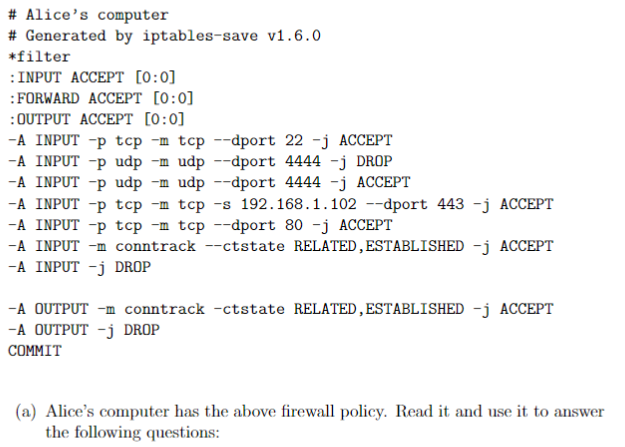 # Alice's computer
# Generated by iptables-save v1.6.0
*filter
:INPUT ACCEPT [0:0]
:FORWARD ACCEPT [0:0]
:OUTPUT ACCEPT [0:0]
-A INPUT -p tcp -m tcp --dport 22 -j ACCEPT
-A INPUT -p udp -m udp --dport 4444 -j DROP
-A INPUT -p udp -m udp --dport 4444 -j ACCEPT
-A INPUT -p tcp -m tcp -s 192.168.1.102 --dport 443 -j ACCEPT
-A INPUT -p tcp -m tcp --dport 80 -j ACCEPT
-A INPUT -m conntrack --ctstate RELATED,ESTABLISHED -j ACCEPT
-A INPUT -j DROP
-A OUTPUT -m conntrack -ctstate RELATED,ESTABLISHED -j ACCEPT
-A OUTPUT -j DROP
COMMIT
(a) Alice's computer has the above firewall policy. Read it and use it to answer
the following questions: